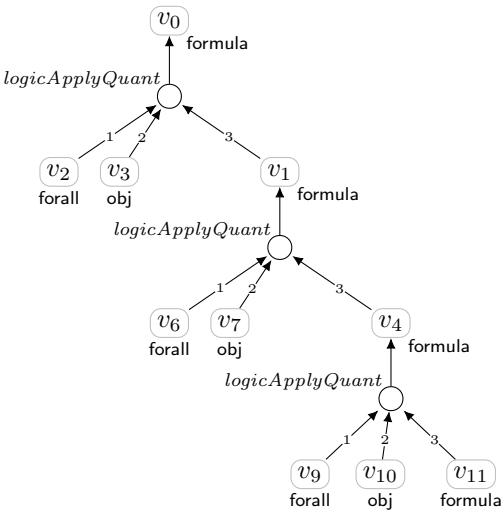 v₀
formula
logicApplyQuant
1 2 3
v₂ v₃ v₁
forall obj formula
logicApplyQuant
1 2 3
v₆ v₇ v₄
forall obj formula
logicApplyQuant
1 2 3
v₉ v₁₀ v₁₁
forall obj formula